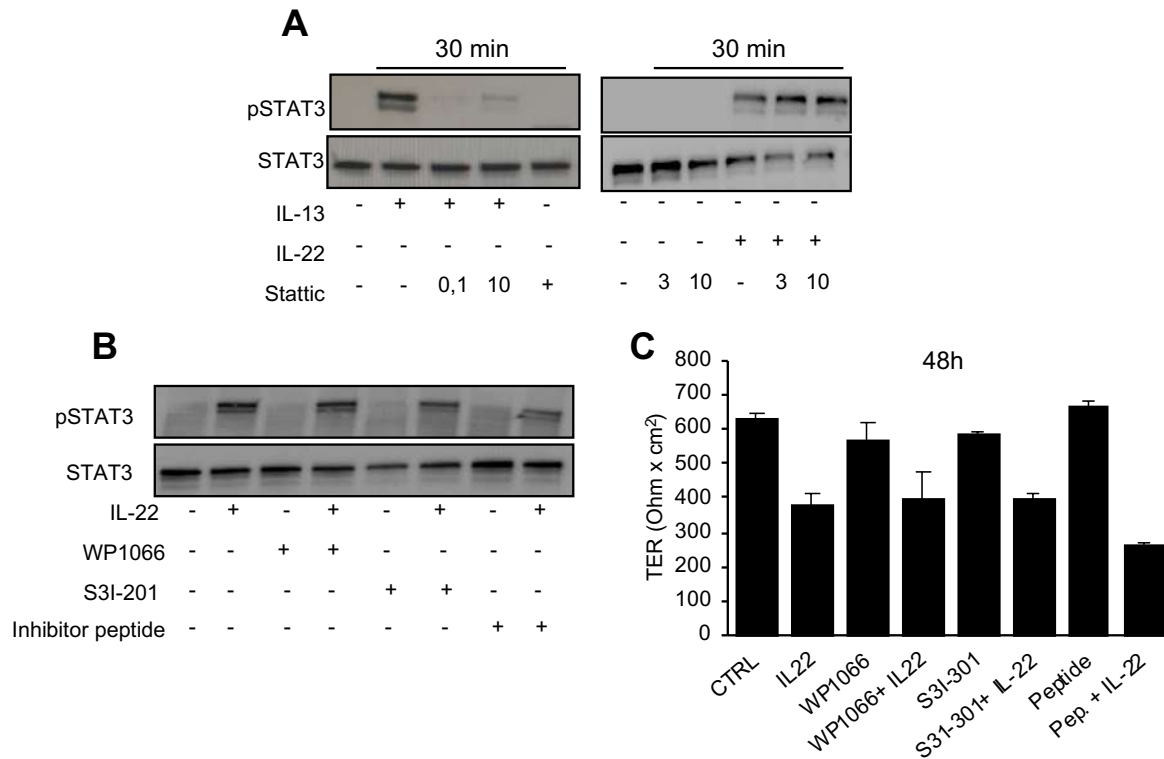 A
30 min 30 min
pSTAT3
STAT3
IL-13 - + + + - - - - - - -
IL-22 - - - - - - - - + + +
Stattic - - 0,1 10 + - 3 10 - 3 10
B
pSTAT3
STAT3
IL-22 - + - + - + - +
WP1066 - - + + - - - -
S3I-201 - - - - + + - -
Inhibitor peptide - - - - - - + +
C
48h
TER (Ohm x cm²)
800
700
600
500
400
300
200
100
0
CTRL
IL22
WP1066
WP1066+ IL22
S3I-301
S31-301+ IL-22
Peptide
Pep. + IL-22